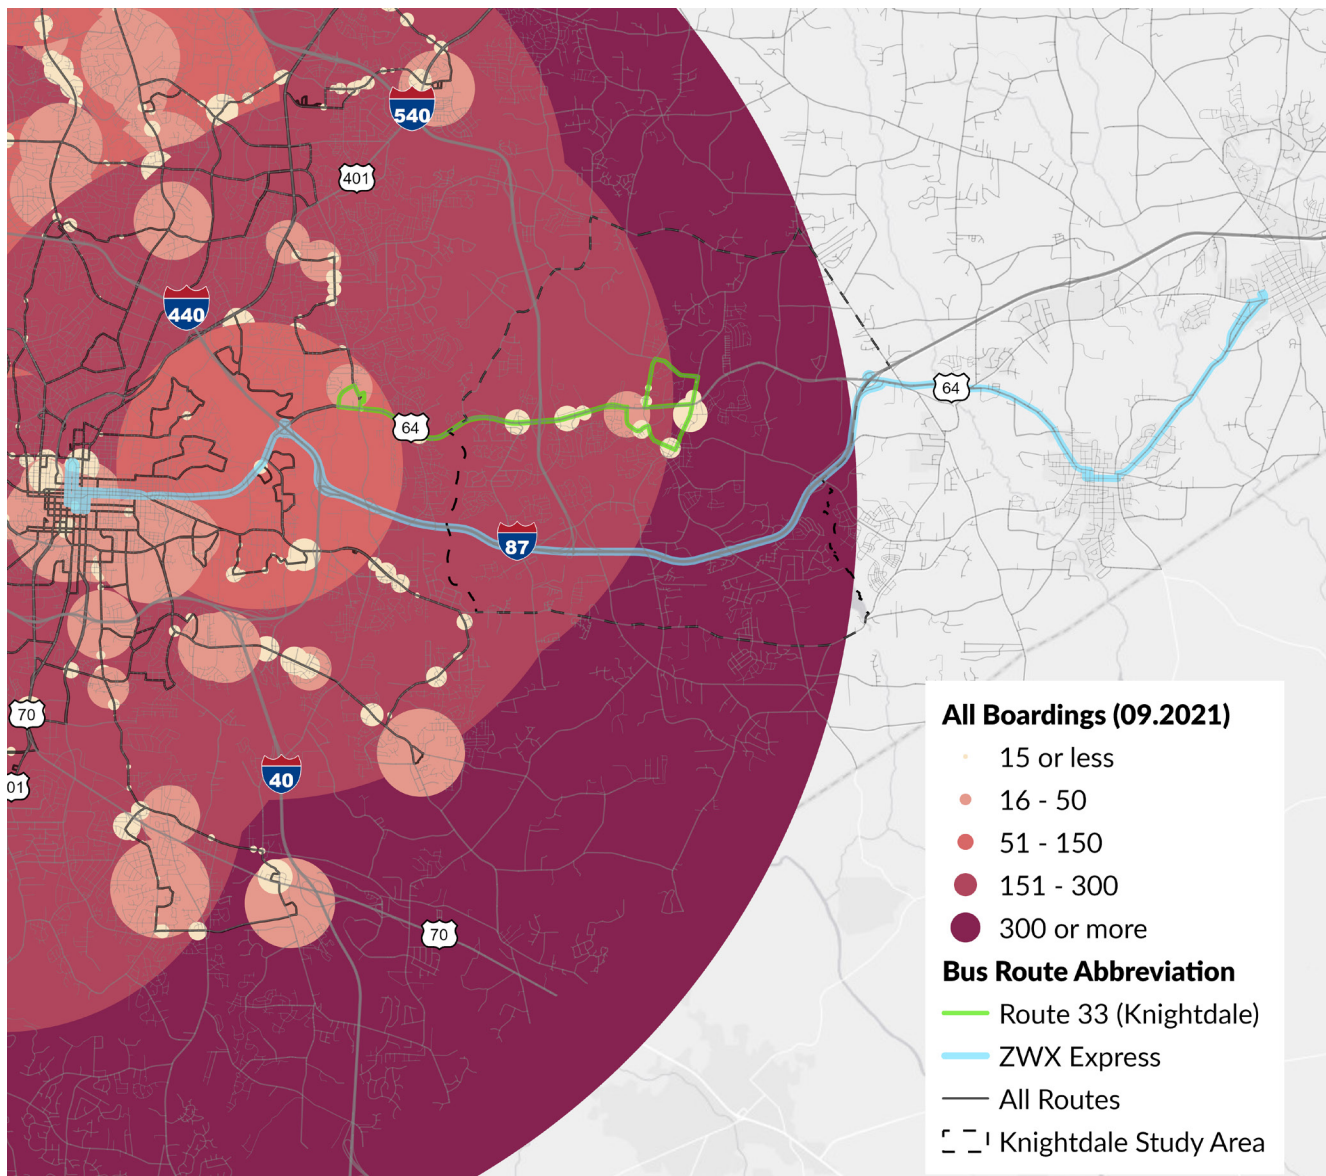 540
401
440
64
64
87
70
01
40
70
All Boardings (09.2021)
15 or less
16 - 50
51 - 150
151 - 300
300 or more
Bus Route Abbreviation
Route 33 (Knightdale)
ZWX Express
All Routes
Knightdale Study Area